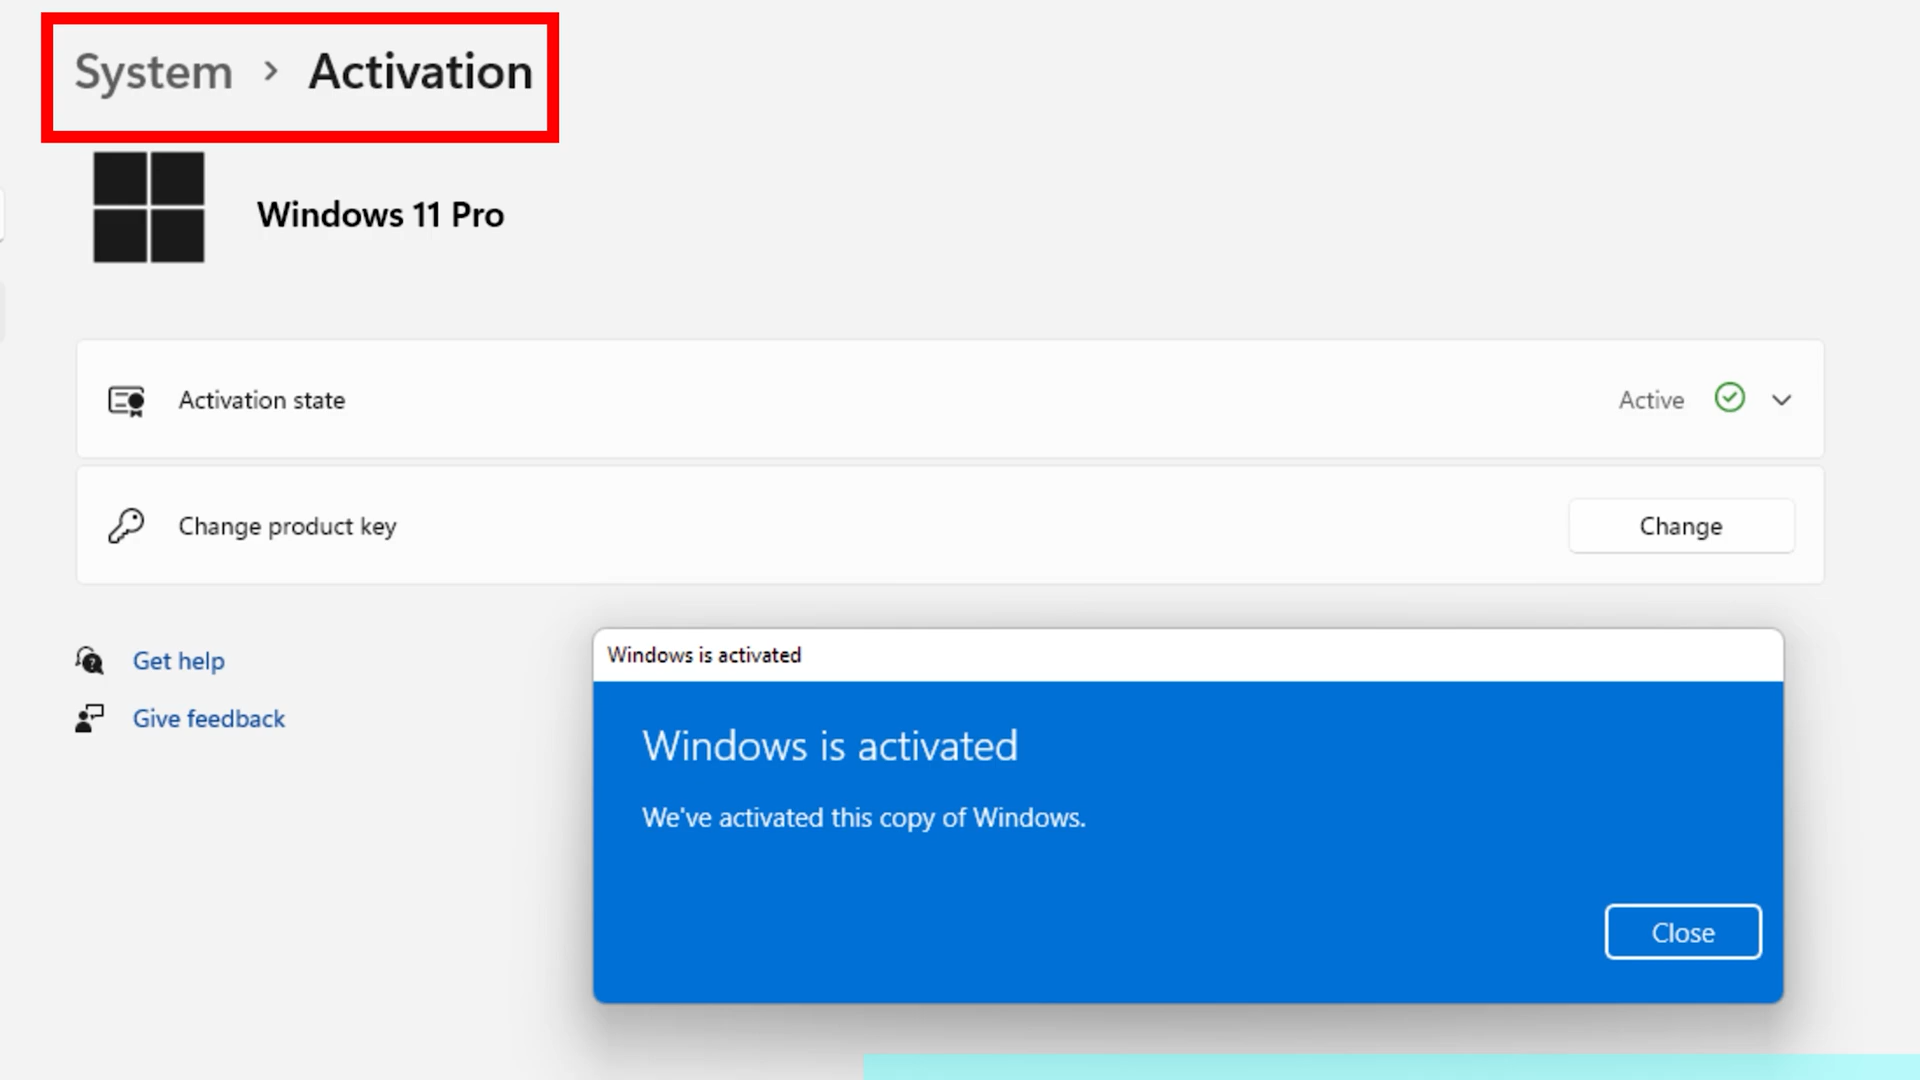 System > Activation
Windows 11 Pro
Activation state Active
Change product key Change
Get help
Give feedback
Windows is activated
Windows is activated
We've activated this copy of Windows.
Close